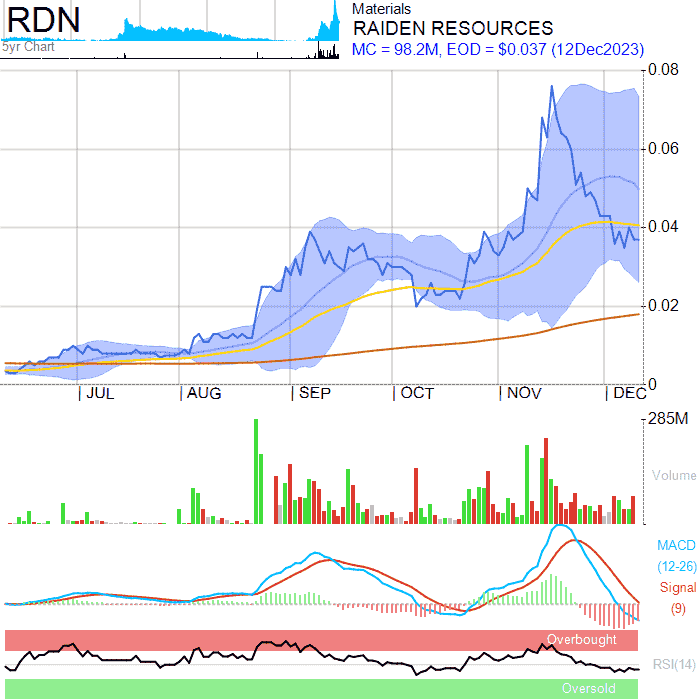 RDN
5yr Chart
Materials
RAIDEN RESOURCES
MC = 98.2M, EOD = $0.037 (12Dec2023)
0.08
0.06
0.04
0.02
0
JUL AUG SEP OCT NOV DEC
285M
Volume
MACD
(12-26)
Signal
(9)
Overbought
RSI(14)
Oversold